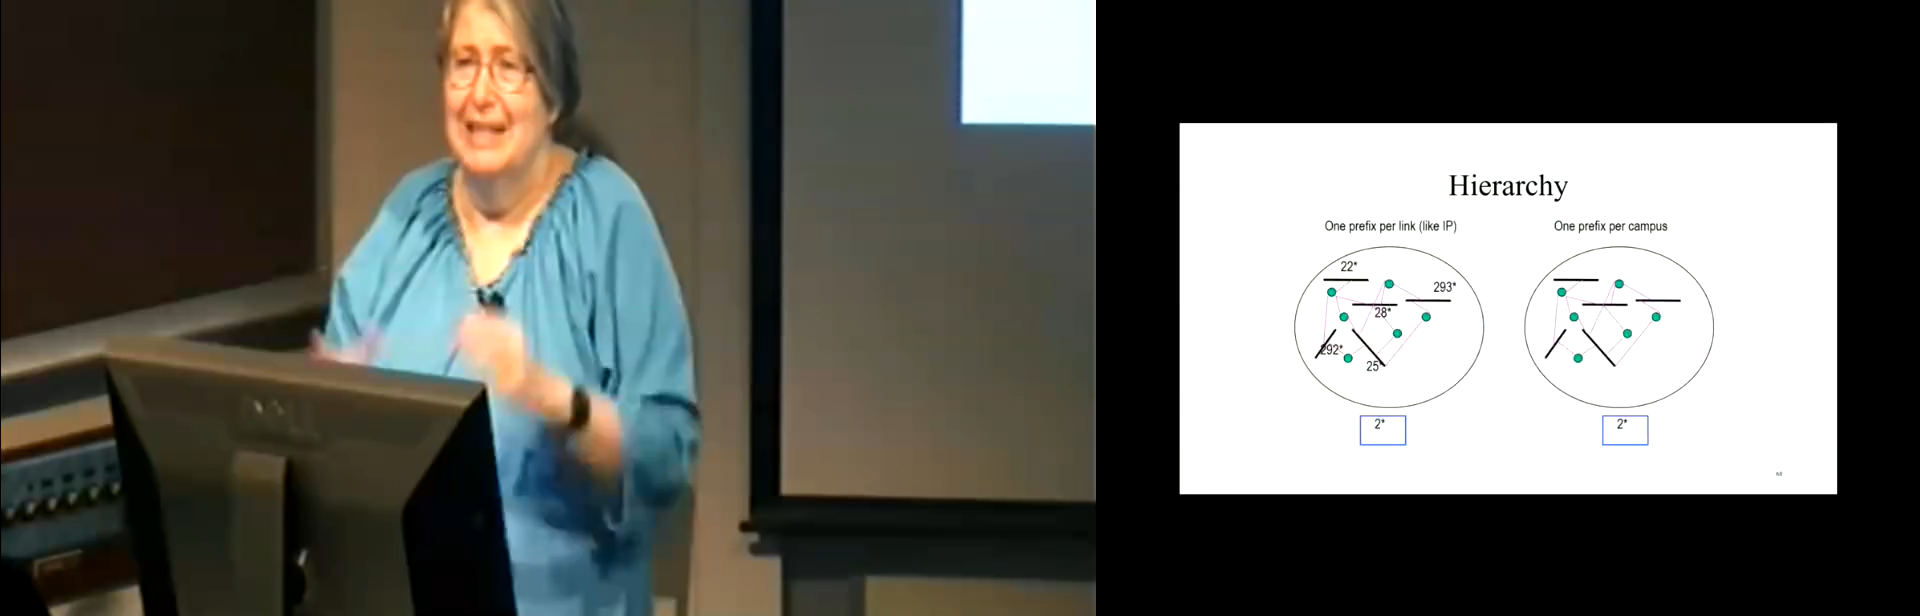 Hierarchy
One prefix per link (like IP)
One prefix per campus
22*
293*
28*
292*
25*
2*
2*